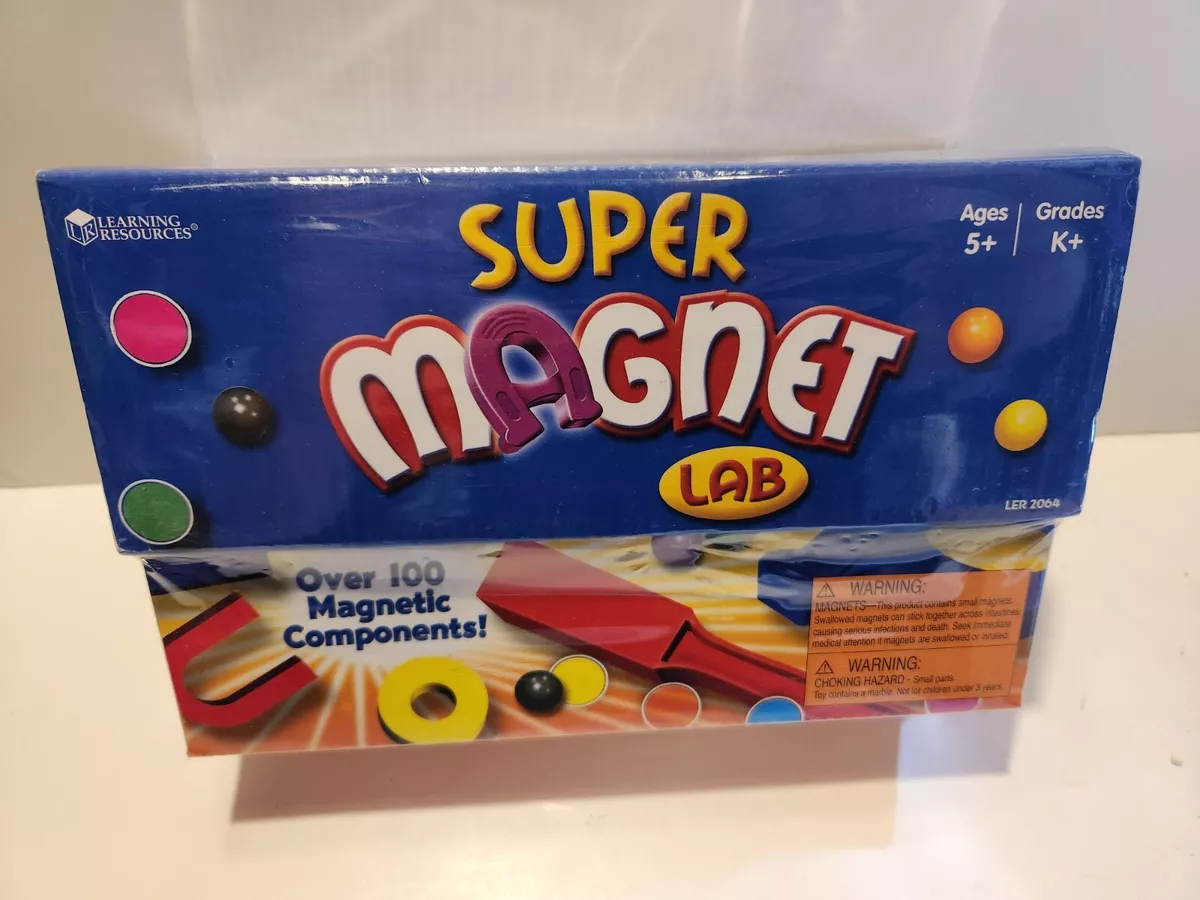 LEARNING
RESOURCES®
SUPER
MAGNET
LAB
Ages
5+
Grades
K+
LER 2064
Over 100
Magnetic
Components!
WARNING:
MAGNETS—This product contains small magnets.
Swallowed magnets can stick together across intestines
causing serious infections and death. Seek immediate
medical attention if magnets are swallowed or inhaled.
WARNING:
CHOKING HAZARD - Small parts.
Toy contains a marble. Not for children under 3 years.